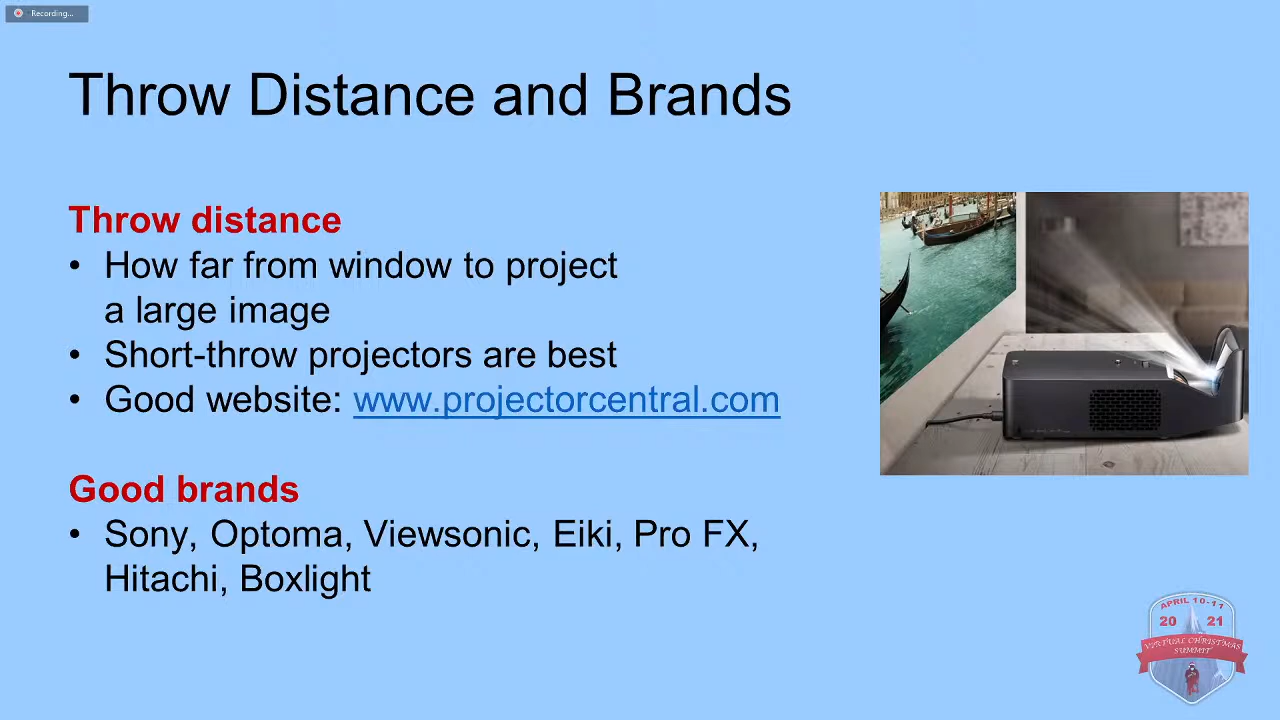 Recording...
Throw Distance and Brands
Throw distance
• How far from window to project
a large image
• Short-throw projectors are best
• Good website: www.projectorcentral.com
Good brands
• Sony, Optoma, Viewsonic, Eiki, Pro FX,
Hitachi, Boxlight
APRIL 10-11
20 21
VIRTUAL CHRISTMAS
SUMMIT